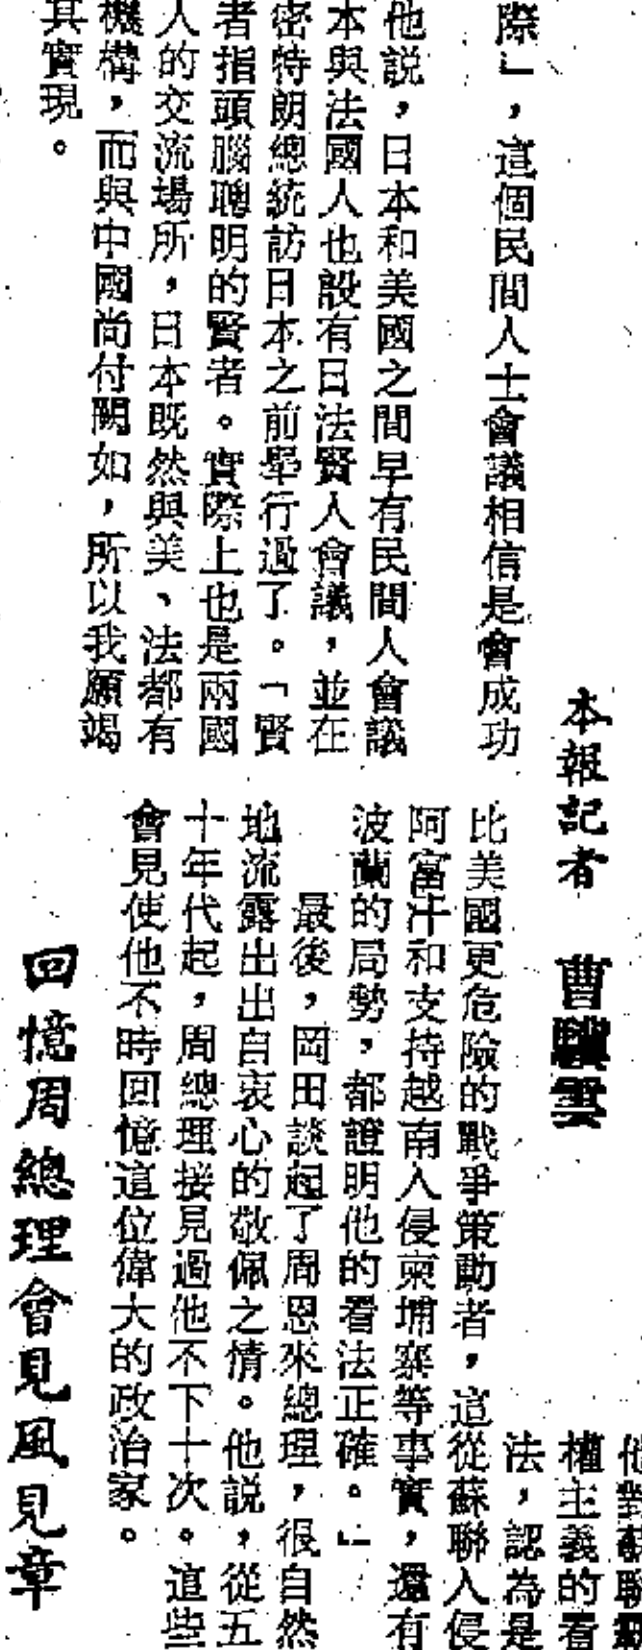 際」，這個民間人士會議相信是會成功
他説，日本和美國之間早有民間人會議
本與法國人也設有日法賢人會議，並在
密特朗總統訪日本之前舉行過了。「賢
者指頭腦聰明的賢者。實際上也是兩國
人的交流場所，日本既然與美、法都有
機構，而與中國尚付闕如，所以我願竭
其實現。
本報記者　曹驥雲
他對蘇聯霸
權主義的看
法，認為是
比美國更危險的戰爭策動者，這從蘇聯入侵
阿富汗和支持越南入侵柬埔寨等事實，還有
波蘭的局勢，都證明他的看法正確。」
最後，岡田談起了周恩來總理，很自然
地流露出出自衷心的敬佩之情。他説，從五
十年代起，周總理接見過他不下十次。這些
會見使他不時回憶這位偉大的政治家。
回憶周總理會見風見章